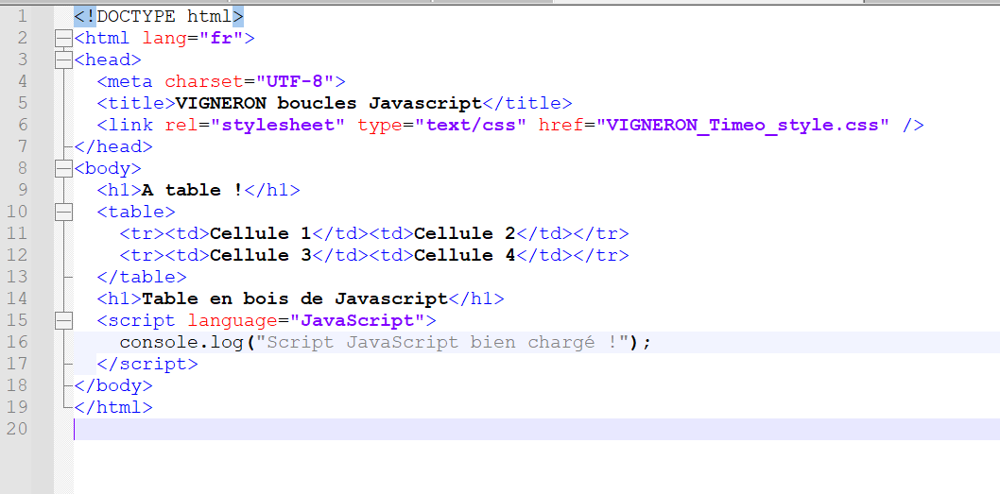 1 <!DOCTYPE html>
2 <html lang="fr">
3 <head>
4 <meta charset="UTF-8">
5 <title>VIGNERON boucles Javascript</title>
6 <link rel="stylesheet" type="text/css" href="VIGNERON_Timeo_style.css" />
7 </head>
8 <body>
9 <h1>A table !</h1>
10 <table>
11 <tr><td>Cellule 1</td><td>Cellule 2</td></tr>
12 <tr><td>Cellule 3</td><td>Cellule 4</td></tr>
13 </table>
14 <h1>Table en bois de Javascript</h1>
15 <script language="JavaScript">
16 console.log("Script JavaScript bien chargé !");
17 </script>
18 </body>
19 </html>
20